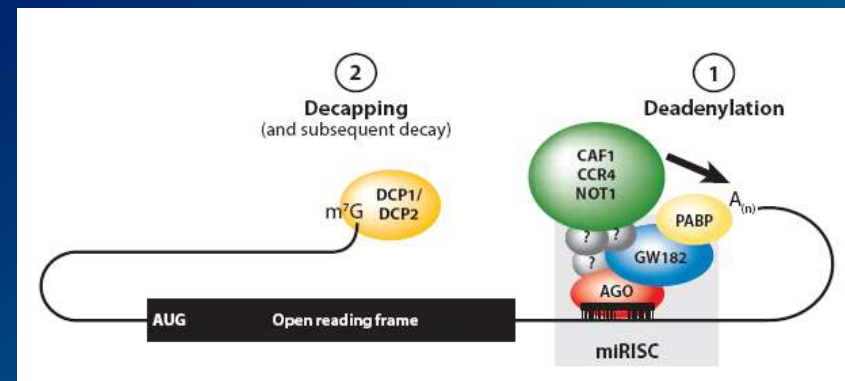 2
Decapping
(and subsequent decay)
1
Deadenylation
CAF1
CCR4
NOT1
DCP1/
DCP2
m⁷G
A(n)
PABP
? ?
?
GW182
AGO
AUG Open reading frame
miRISC